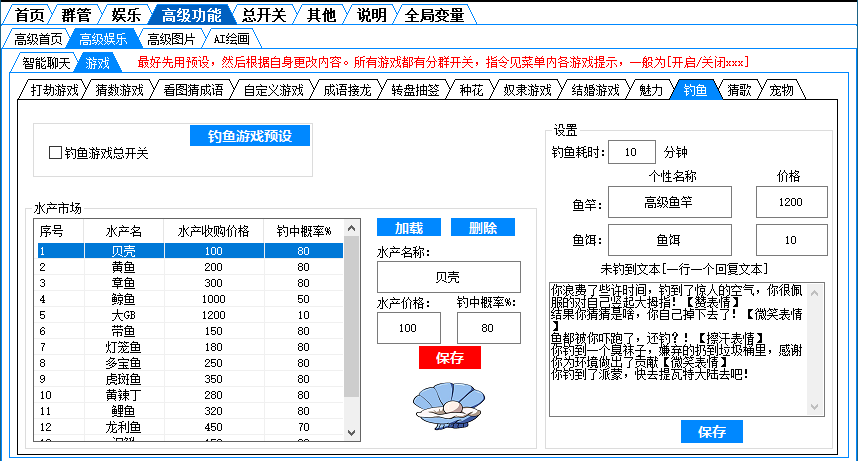 首页 群管 娱乐 高级功能 总开关 其他 说明 全局变量
高级首页 高级娱乐 高级图片 AI绘画
智能聊天 游戏 最好先用预设，然后根据自身更改内容。所有游戏都有分群开关，指令见菜单内各游戏提示，一般为[开启/关闭xxx]
打劫游戏 猜数游戏 看图猜成语 自定义游戏 成语接龙 转盘抽签 种花 奴隶游戏 结婚游戏 魅力 钓鱼 猜歌 宠物
钓鱼游戏预设
钓鱼游戏总开关
水产市场
序号 水产名 水产收购价格 钓中概率%
1 贝壳 100 80
2 黄鱼 200 80
3 章鱼 300 80
4 鲸鱼 1000 50
5 大GB 1200 10
6 带鱼 150 80
7 灯笼鱼 180 80
8 多宝鱼 250 80
9 虎斑鱼 350 80
10 黄辣丁 280 80
11 鲤鱼 320 80
12 龙利鱼 450 70
加载 删除
水产名称:
贝壳
水产价格: 钓中概率%:
100 80
保存
设置
钓鱼耗时: 10 分钟
个性名称 价格
鱼竿: 高级鱼竿 1200
鱼饵: 鱼饵 10
未钓到文本[一行一个回复文本]
你浪费了些许时间，钓到了惊人的空气，你很佩
服的对自己竖起大拇指！【赞表情】
结果你猜猜是啥，你自己掉下去了！【微笑表情
】
鱼都被你吓跑了，还钓？！【擦汗表情】
你钓到一个臭袜子，嫌弃的扔到垃圾桶里，感谢
你为环境做出了贡献【微笑表情】
你钓到了派蒙，快去提瓦特大陆去吧！
保存